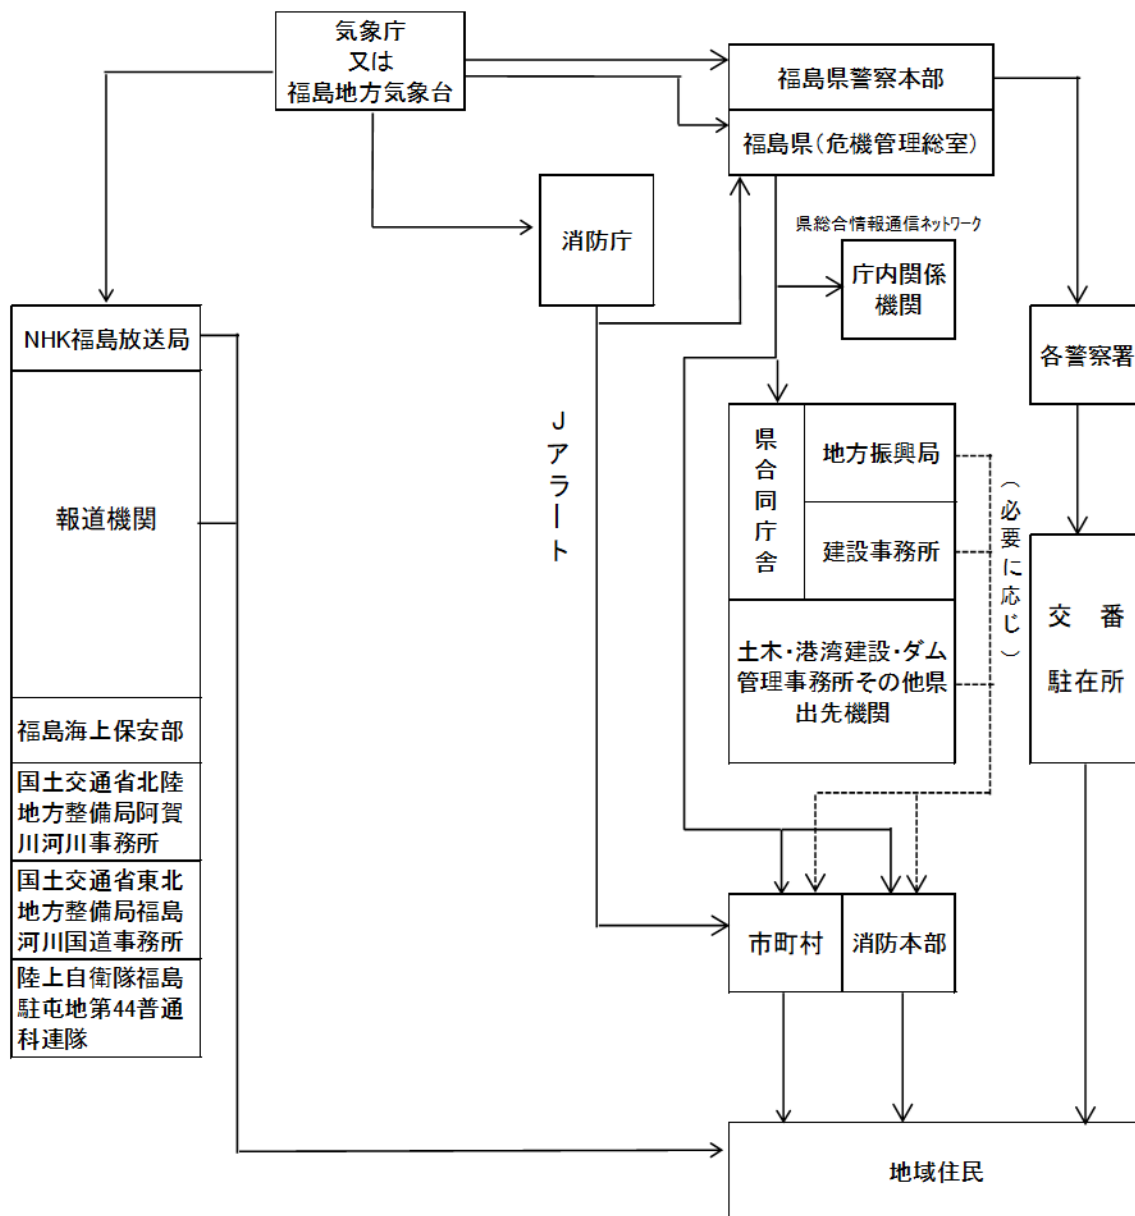 気象庁
又は
福島地方気象台
福島県警察本部
福島県(危機管理総室)
消防庁
県総合情報通信ネットワーク
庁内関係
機関
NHK福島放送局
各警察署
報道機関
Jアラート
県合同庁舎
地方振興局
建設事務所
(必要に応じ)
土木・港湾建設・ダム
管理事務所その他県
出先機関
交 番
駐在所
福島海上保安部
国土交通省北陸
地方整備局阿賀
川河川事務所
国土交通省東北
地方整備局福島
河川国道事務所
陸上自衛隊福島
駐屯地第44普通
科連隊
市町村
消防本部
地域住民